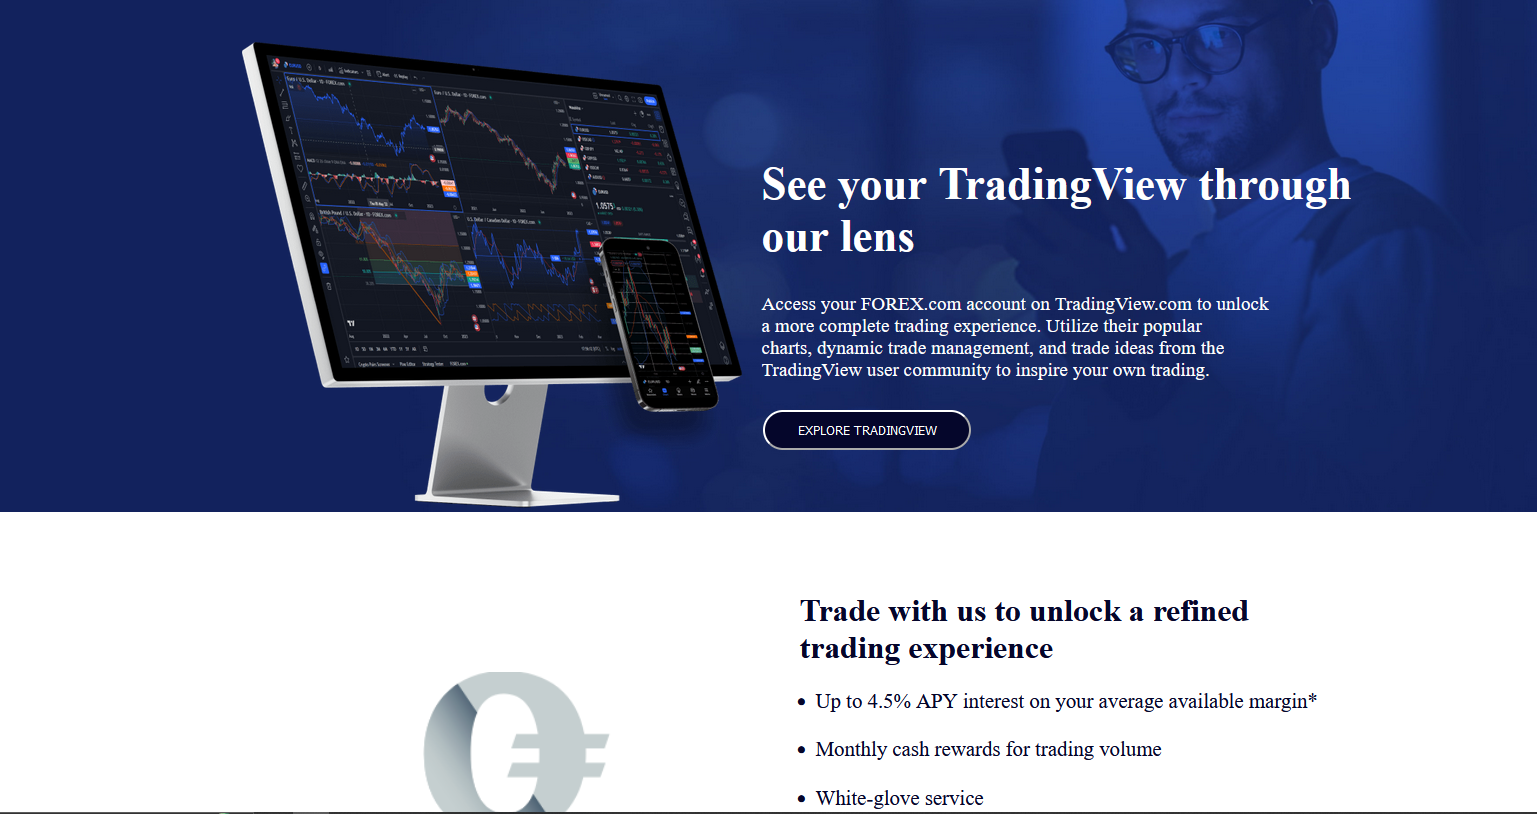 See your TradingView through
our lens
Access your FOREX.com account on TradingView.com to unlock
a more complete trading experience. Utilize their popular
charts, dynamic trade management, and trade ideas from the
TradingView user community to inspire your own trading.
EXPLORE TRADINGVIEW
Trade with us to unlock a refined
trading experience
Up to 4.5% APY interest on your average available margin*
Monthly cash rewards for trading volume
White-glove service